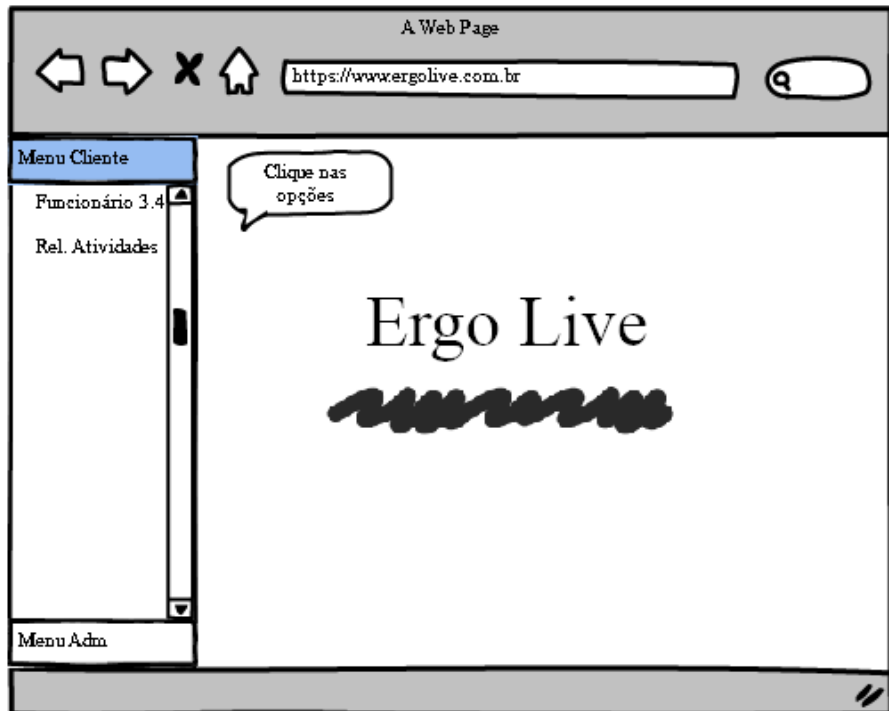 A Web Page
https://www.ergolive.com.br
Menu Cliente
Funcionário 3.4
Rel. Atividades
Menu Adm
Clique nas
opções
Ergo Live